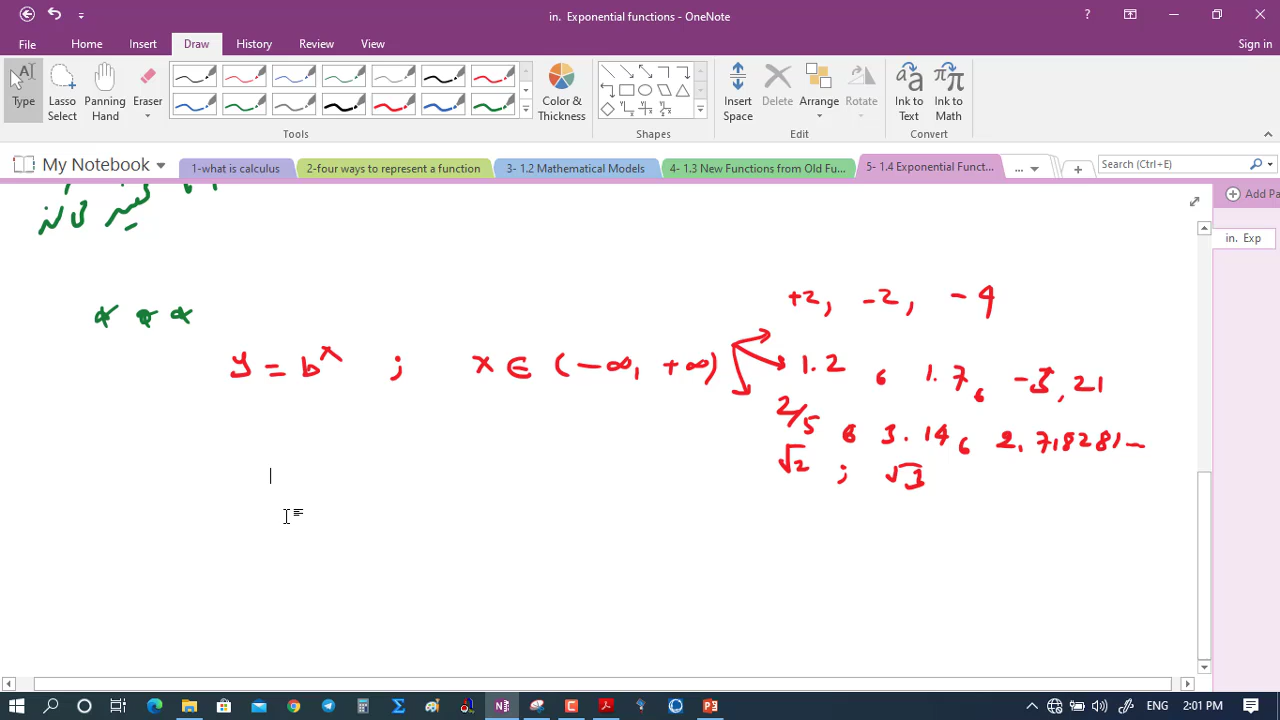 in. Exponential functions - OneNote
File Home Insert Draw History Review View Sign in
Type Lasso Select Panning Hand Eraser Color & Thickness Insert Space Delete Arrange Rotate Ink to Text Ink to Math
Tools Shapes Edit Convert
My Notebook 1-what is calculus 2-four ways to represent a function 3- 1.2 Mathematical Models 4- 1.3 New Functions from Old Fu... 5- 1.4 Exponential Funct... ... Search (Ctrl+E)
Add Pa
in. Exp
+2, -2, -4
y = b^x ; x ∈ (-∞, +∞) 1.2 , 1.7 , -3,21
2/5 , 3.14 , 2,718281...
√2 ; √3
ENG 2:01 PM